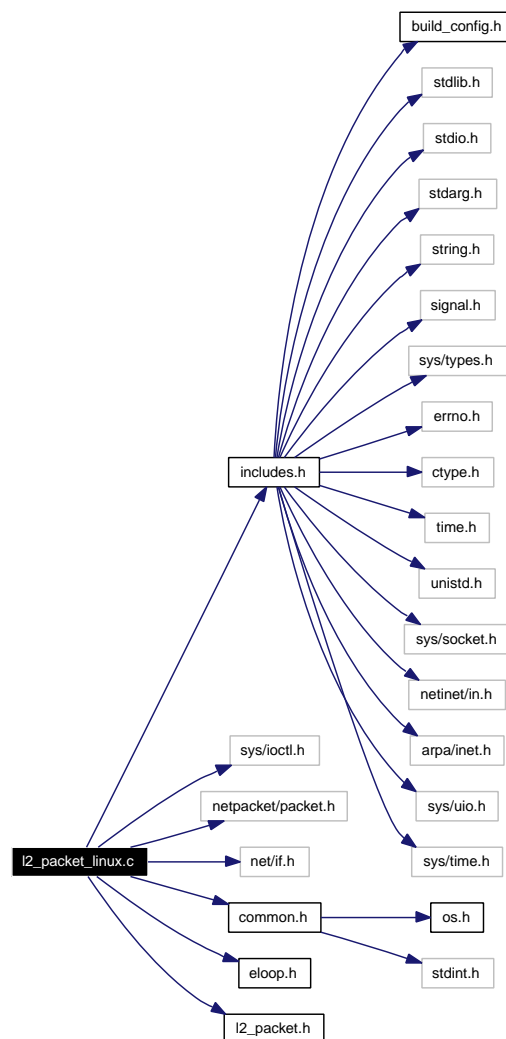 build_config.h
stdlib.h
stdio.h
stdarg.h
string.h
signal.h
sys/types.h
errno.h
includes.h
ctype.h
time.h
unistd.h
sys/socket.h
netinet/in.h
sys/ioctl.h
arpa/inet.h
netpacket/packet.h
sys/uio.h
l2_packet_linux.c
net/if.h
sys/time.h
common.h
os.h
eloop.h
stdint.h
l2_packet.h